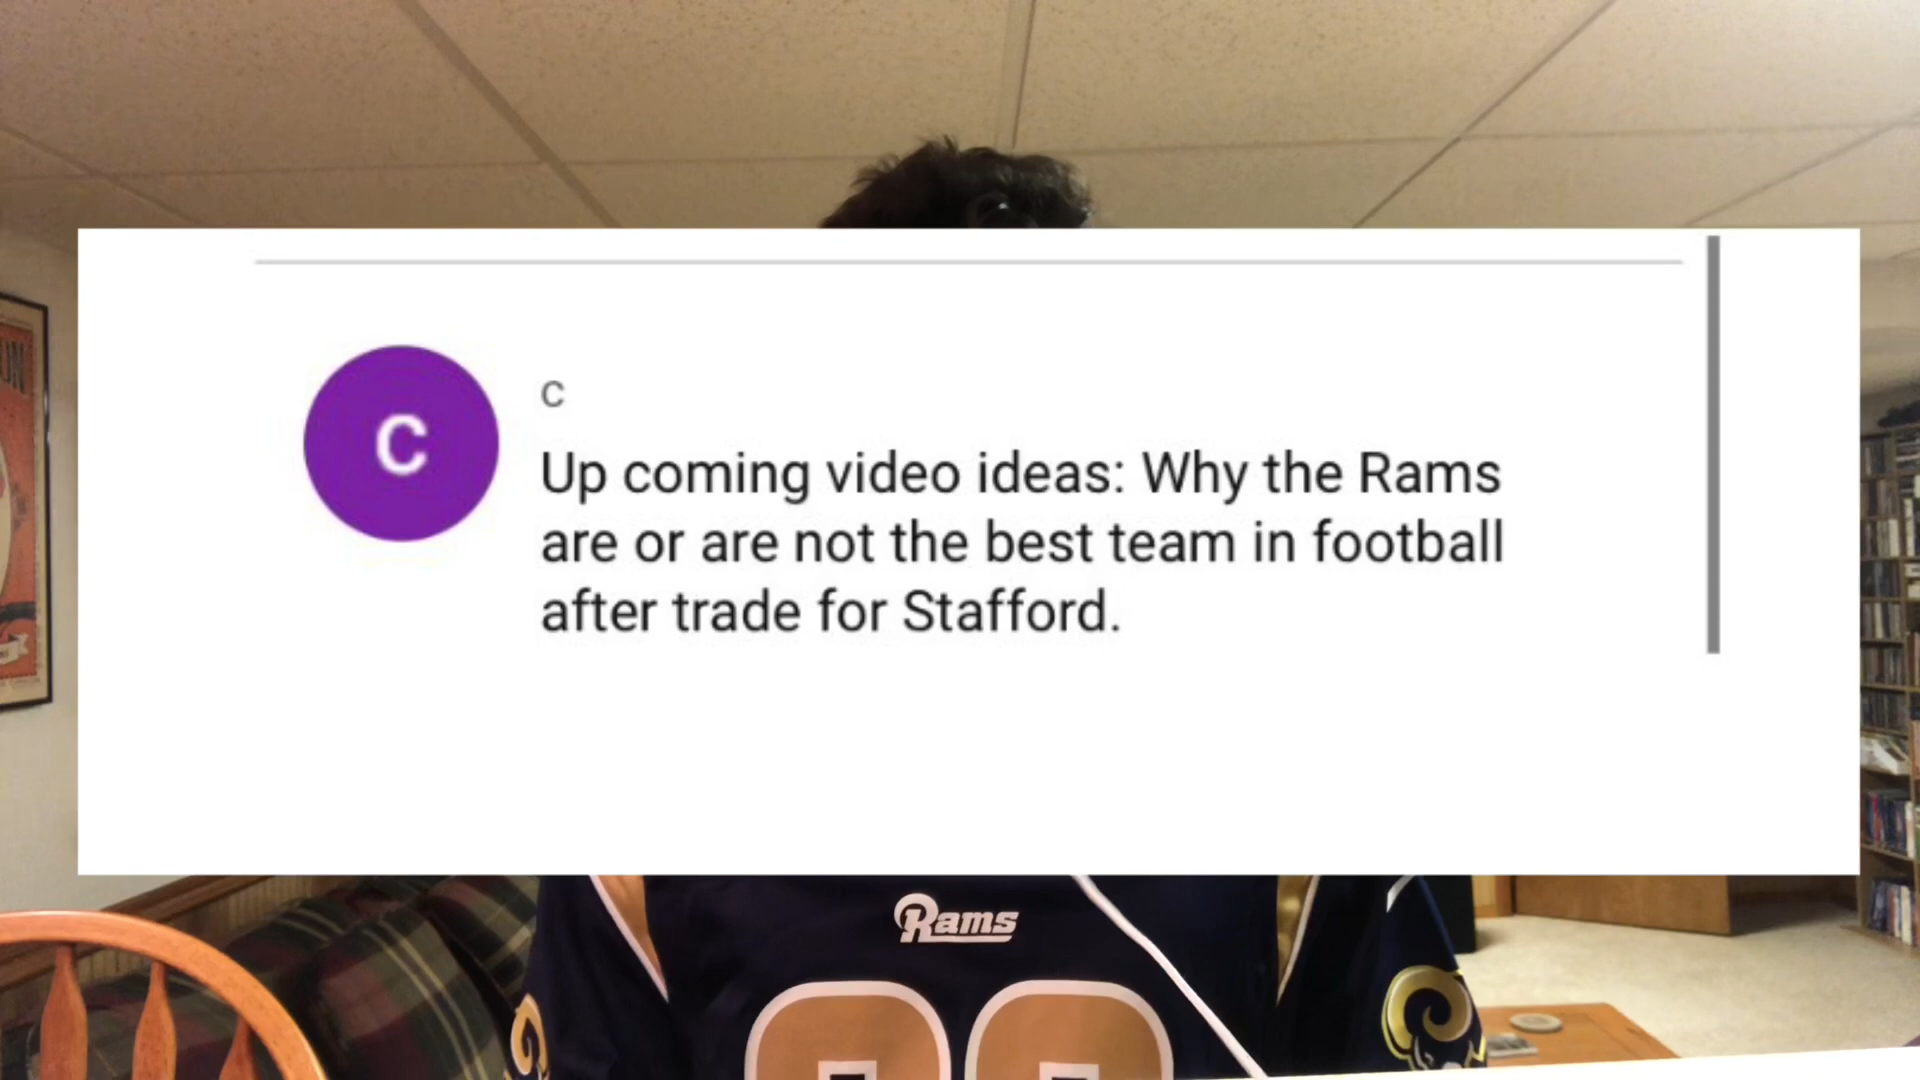 UN
C
C
Up coming video ideas: Why the Rams
are or are not the best team in football
after trade for Stafford.
Rams